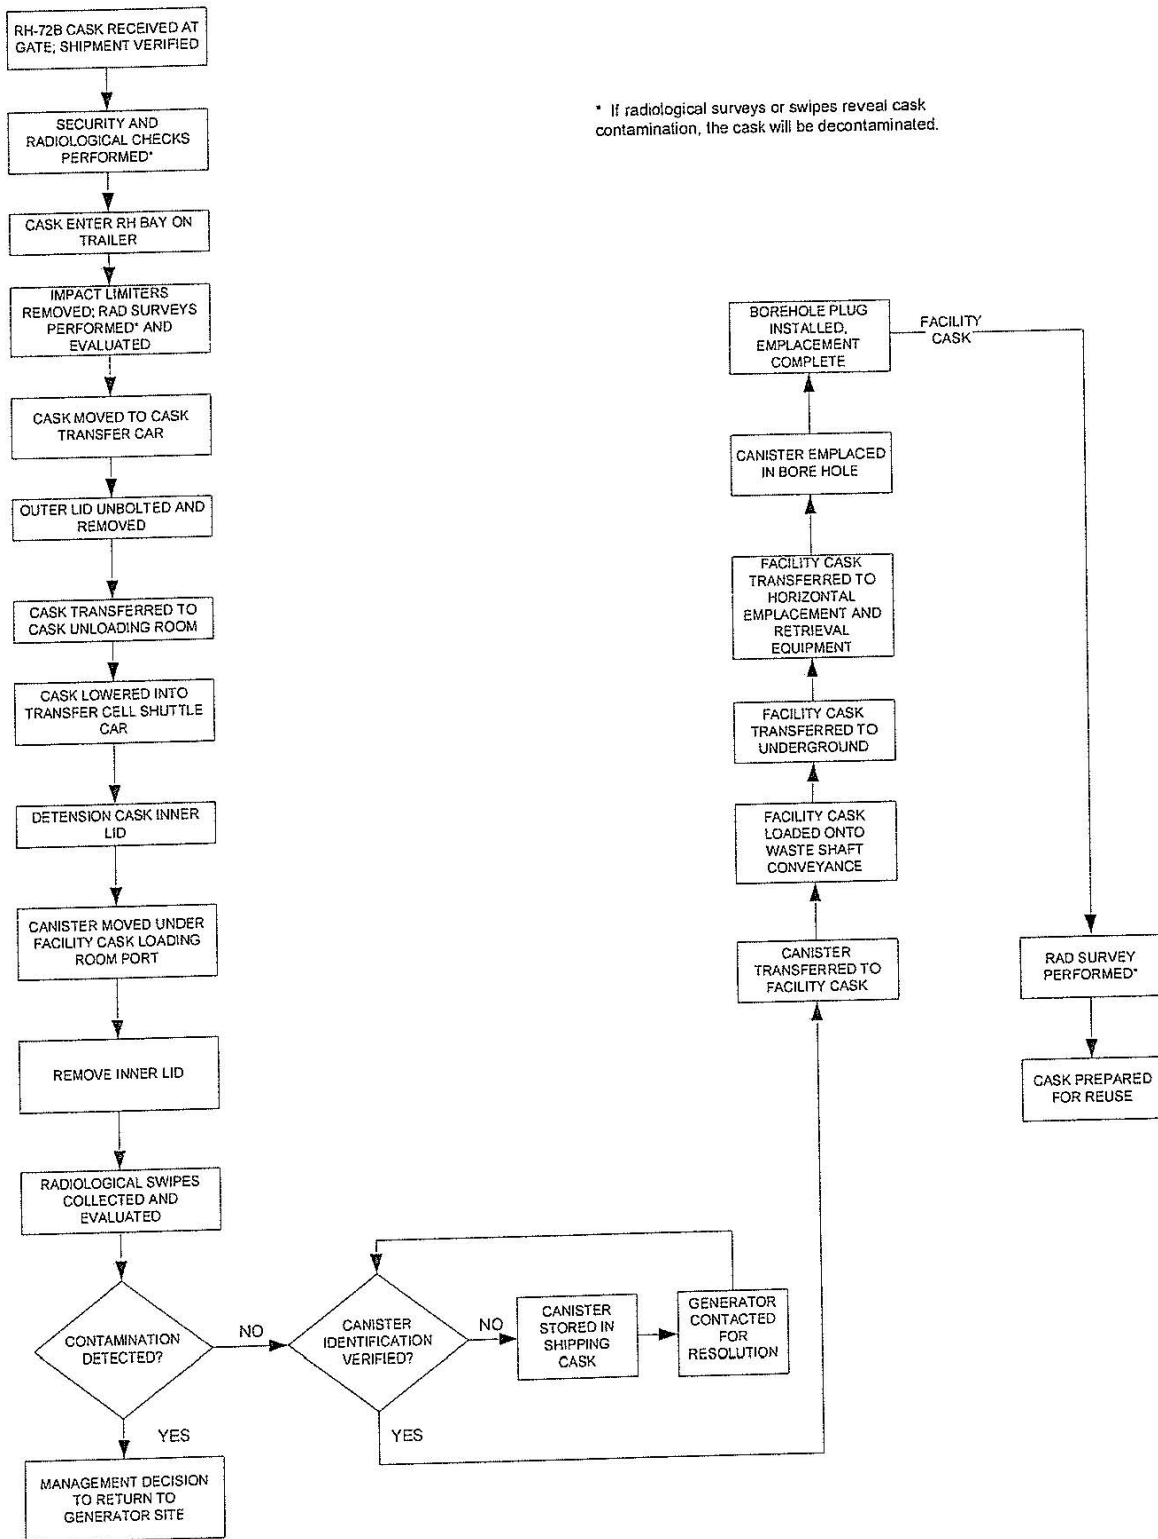 RH-72B CASK RECEIVED AT
GATE; SHIPMENT VERIFIED
* If radiological surveys or swipes reveal cask
contamination, the cask will be decontaminated.
SECURITY AND
RADIOLOGICAL CHECKS
PERFORMED*
CASK ENTER RH BAY ON
TRAILER
IMPACT LIMITERS
REMOVED; RAD SURVEYS
PERFORMED* AND
EVALUATED
CASK MOVED TO CASK
TRANSFER CAR
OUTER LID UNBOLTED AND
REMOVED
CASK TRANSFERRED TO
CASK UNLOADING ROOM
CASK LOWERED INTO
TRANSFER CELL SHUTTLE
CAR
DETENSION CASK INNER
LID
CANISTER MOVED UNDER
FACILITY CASK LOADING
ROOM PORT
REMOVE INNER LID
RADIOLOGICAL SWIPES
COLLECTED AND
EVALUATED
CONTAMINATION
DETECTED?
YES
MANAGEMENT DECISION
TO RETURN TO
GENERATOR SITE
NO
CANISTER
IDENTIFICATION
VERIFIED?
NO
CANISTER
STORED IN
SHIPPING
CASK
GENERATOR
CONTACTED
FOR
RESOLUTION
YES
CANISTER
TRANSFERRED TO
FACILITY CASK
FACILITY CASK
LOADED ONTO
WASTE SHAFT
CONVEYANCE
FACILITY CASK
TRANSFERRED TO
UNDERGROUND
FACILITY CASK
TRANSFERRED TO
HORIZONTAL
EMPLACEMENT AND
RETRIEVAL
EQUIPMENT
CANISTER EMPLACED
IN BORE HOLE
BOREHOLE PLUG
INSTALLED,
EMPLACEMENT
COMPLETE
FACILITY
CASK
RAD SURVEY
PERFORMED*
CASK PREPARED
FOR REUSE